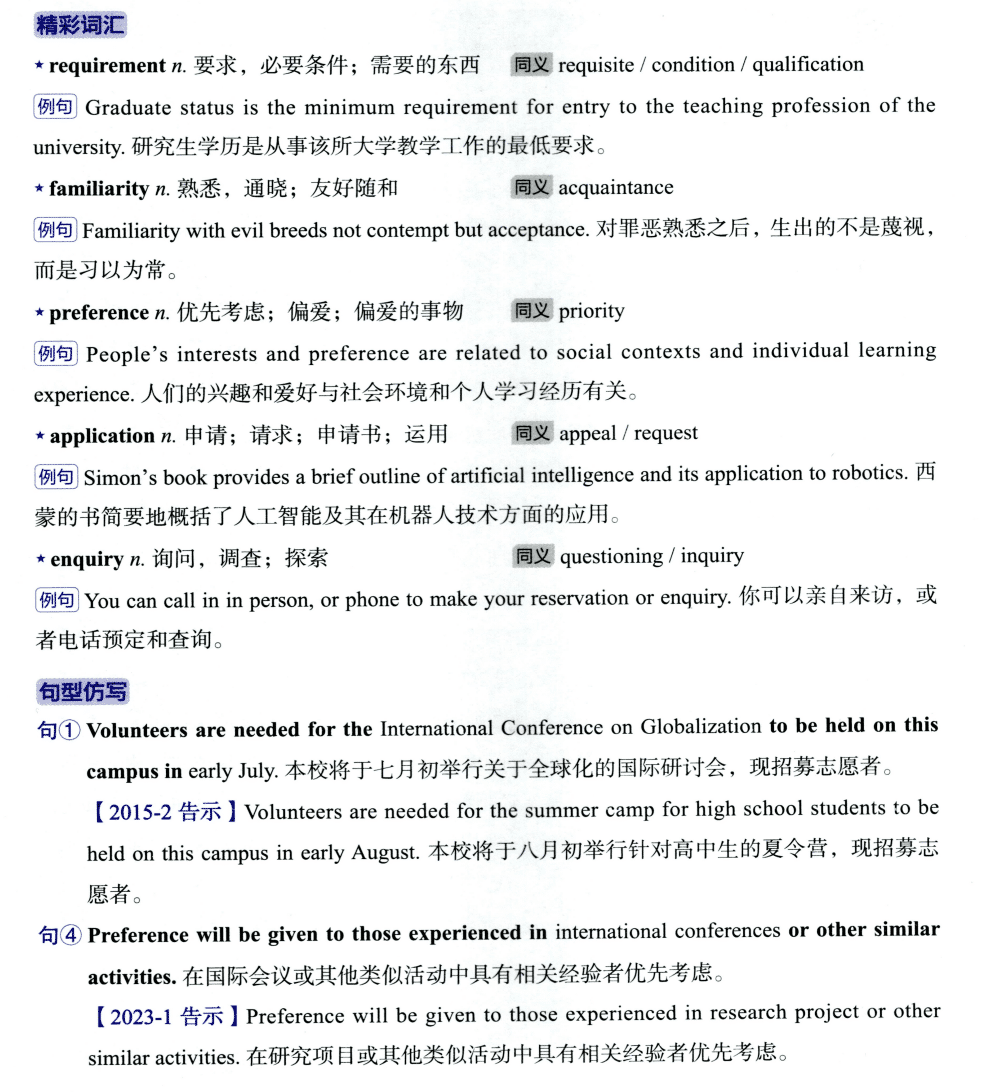 精彩词汇
★ requirement n. 要求，必要条件；需要的东西 同义 requisite / condition / qualification
例句 Graduate status is the minimum requirement for entry to the teaching profession of the
university. 研究生学历是从事该所大学教学工作的最低要求。
★ familiarity n. 熟悉，通晓；友好随和 同义 acquaintance
例句 Familiarity with evil breeds not contempt but acceptance. 对罪恶熟悉之后，生出的不是蔑视，
而是习以为常。
★ preference n. 优先考虑；偏爱；偏爱的事物 同义 priority
例句 People's interests and preference are related to social contexts and individual learning
experience. 人们的兴趣和爱好与社会环境和个人学习经历有关。
★ application n. 申请；请求；申请书；运用 同义 appeal / request
例句 Simon's book provides a brief outline of artificial intelligence and its application to robotics. 西
蒙的书简要地概括了人工智能及其在机器人技术方面的应用。
★ enquiry n. 询问，调查；探索 同义 questioning / inquiry
例句 You can call in in person, or phone to make your reservation or enquiry. 你可以亲自来访，或
者电话预定和查询。
句型仿写
句① Volunteers are needed for the International Conference on Globalization to be held on this
campus in early July. 本校将于七月初举行关于全球化的国际研讨会，现招募志愿者。
【2015-2 告示】Volunteers are needed for the summer camp for high school students to be
held on this campus in early August. 本校将于八月初举行针对高中生的夏令营，现招募志
愿者。
句④ Preference will be given to those experienced in international conferences or other similar
activities. 在国际会议或其他类似活动中具有相关经验者优先考虑。
【2023-1 告示】Preference will be given to those experienced in research project or other
similar activities. 在研究项目或其他类似活动中具有相关经验者优先考虑。